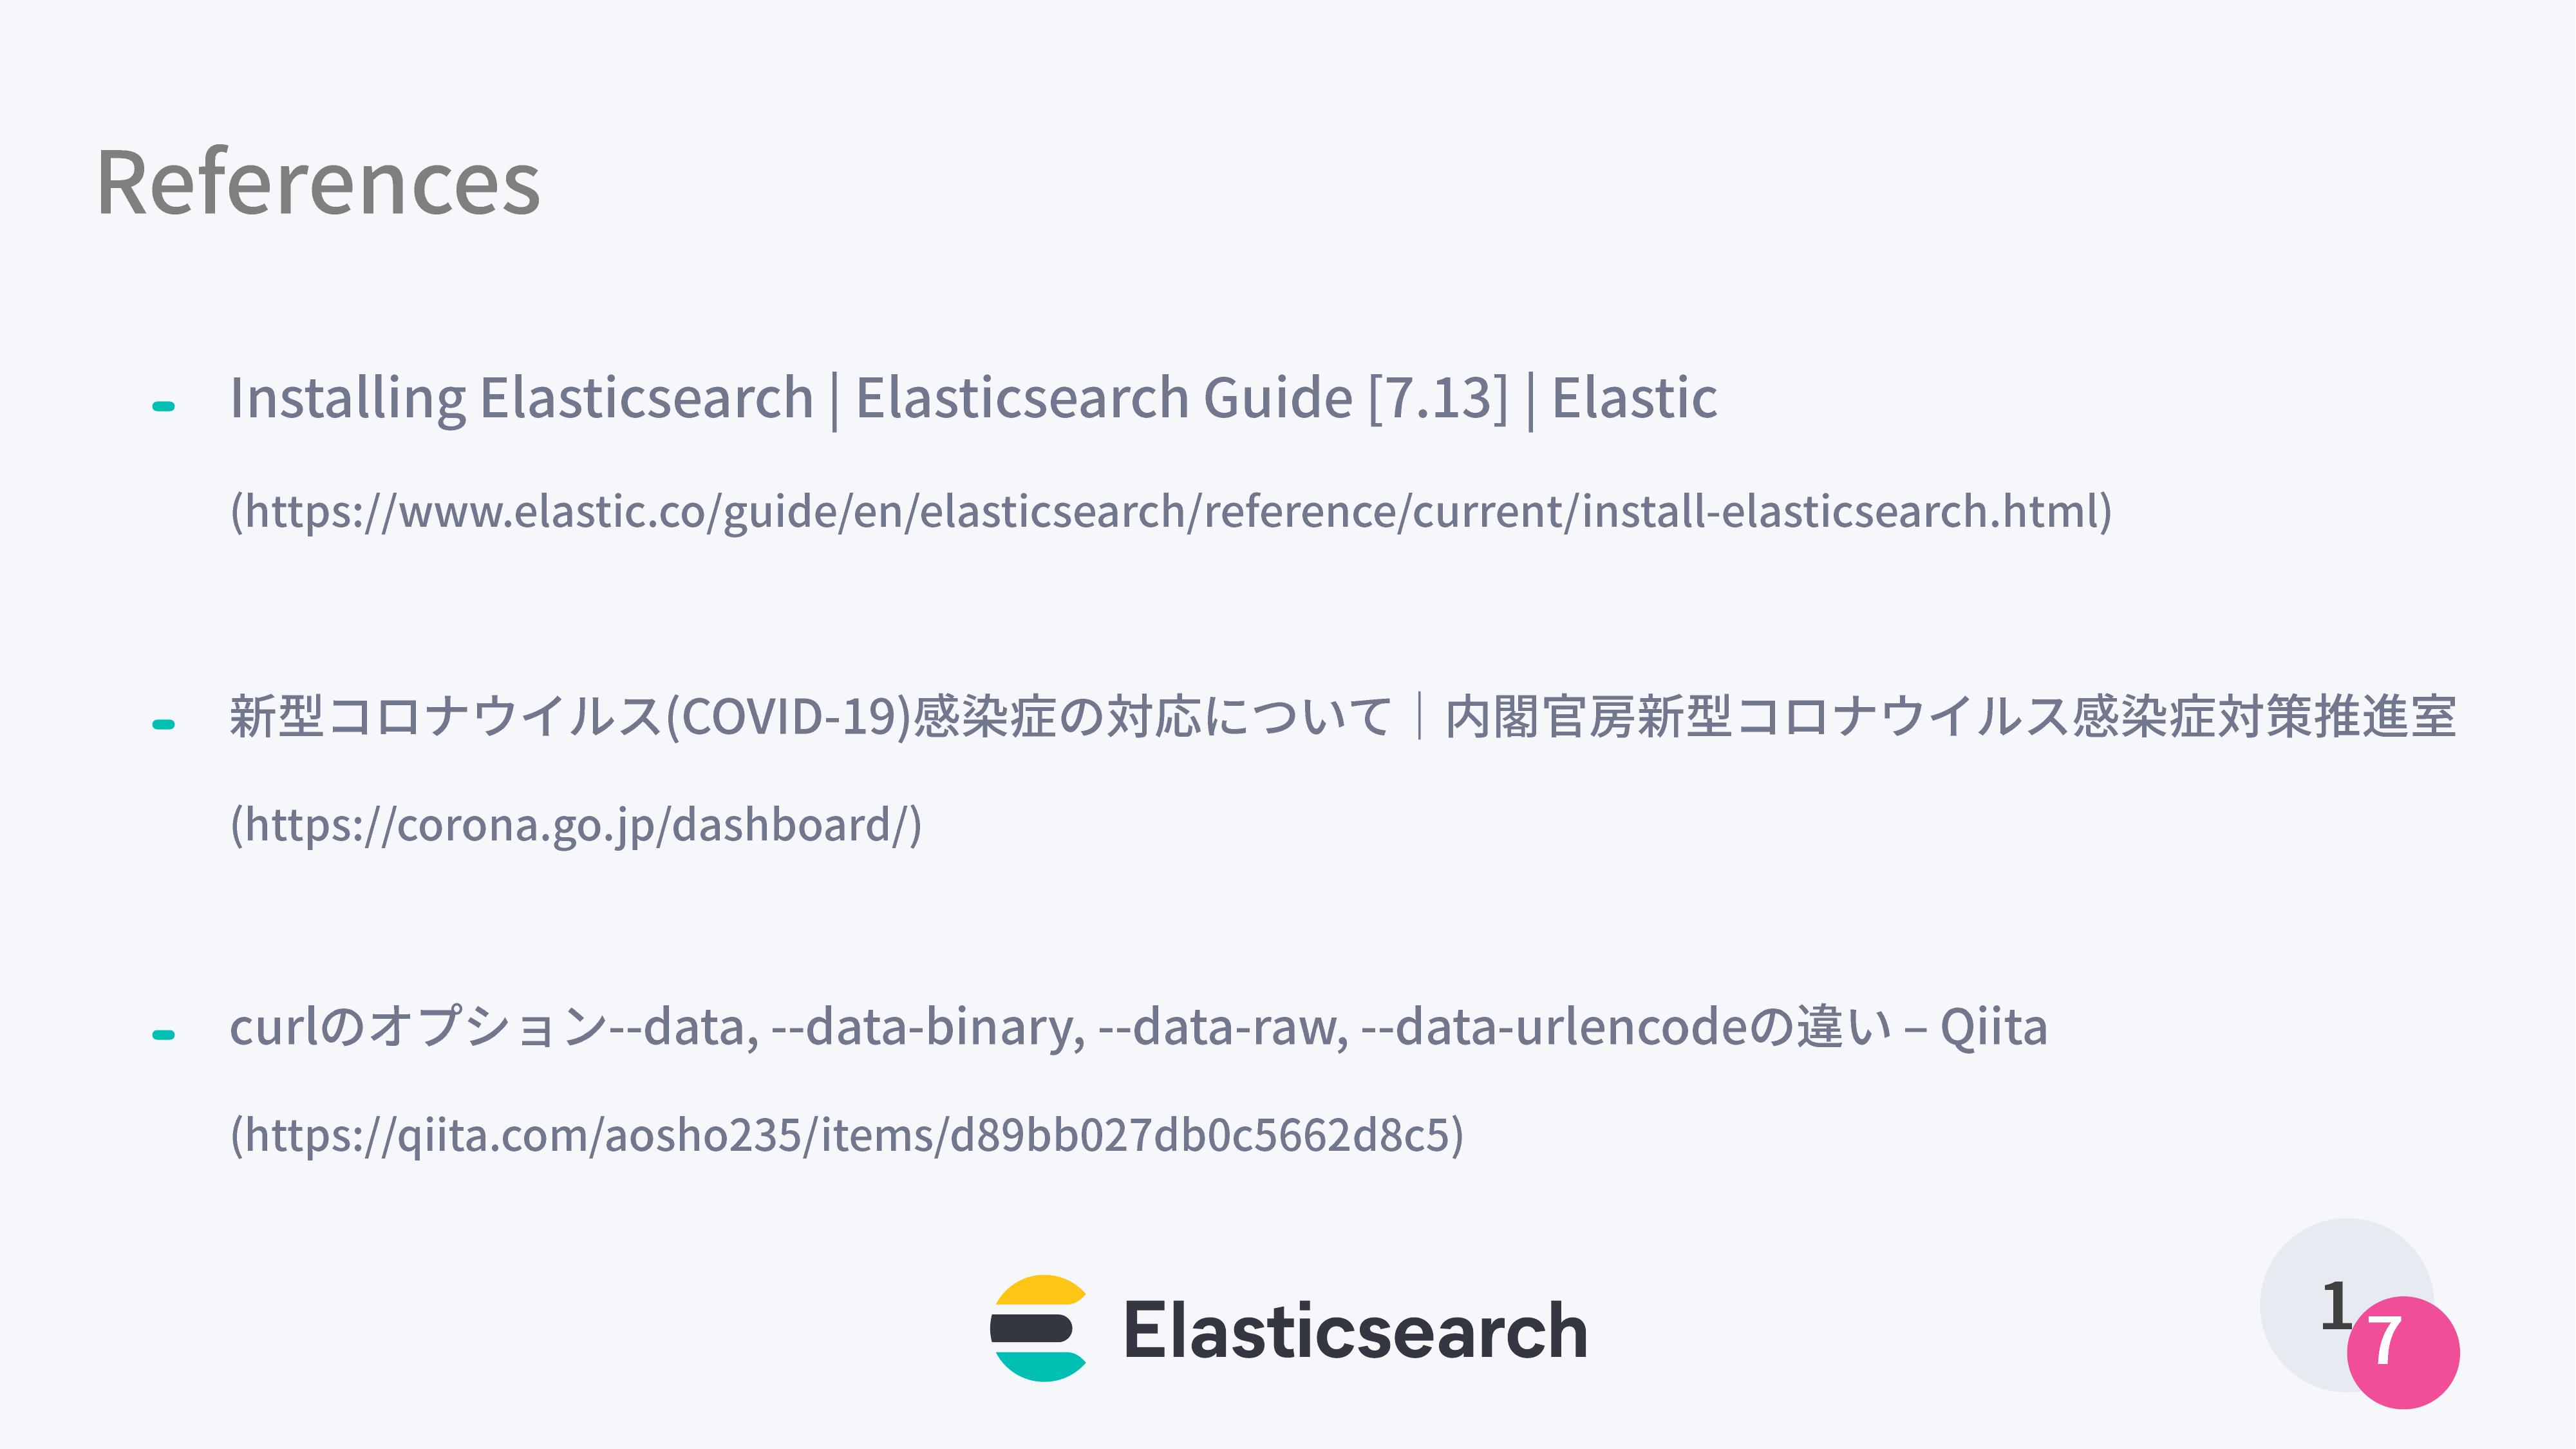 References
- Installing Elasticsearch | Elasticsearch Guide [7.13] | Elastic
(https://www.elastic.co/guide/en/elasticsearch/reference/current/install-elasticsearch.html)
- 新型コロナウイルス(COVID-19)感染症の対応について｜内閣官房新型コロナウイルス感染症対策推進室
(https://corona.go.jp/dashboard/)
- curlのオプション--data, --data-binary, --data-raw, --data-urlencodeの違い – Qiita
(https://qiita.com/aosho235/items/d89bb027db0c5662d8c5)
Elasticsearch
17